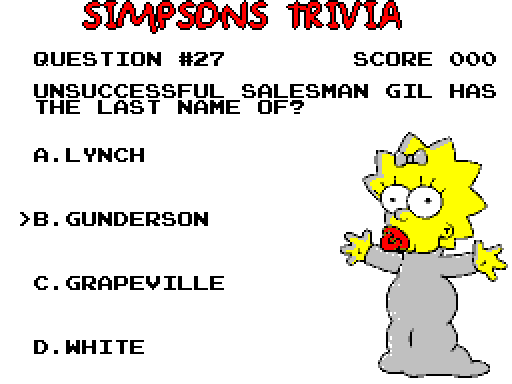 SIMPSONS TRIVIA
QUESTION #27 SCORE 000
UNSUCCESSFUL SALESMAN GIL HAS
THE LAST NAME OF?
A.LYNCH
>B.GUNDERSON
C.GRAPEVILLE
D.WHITE